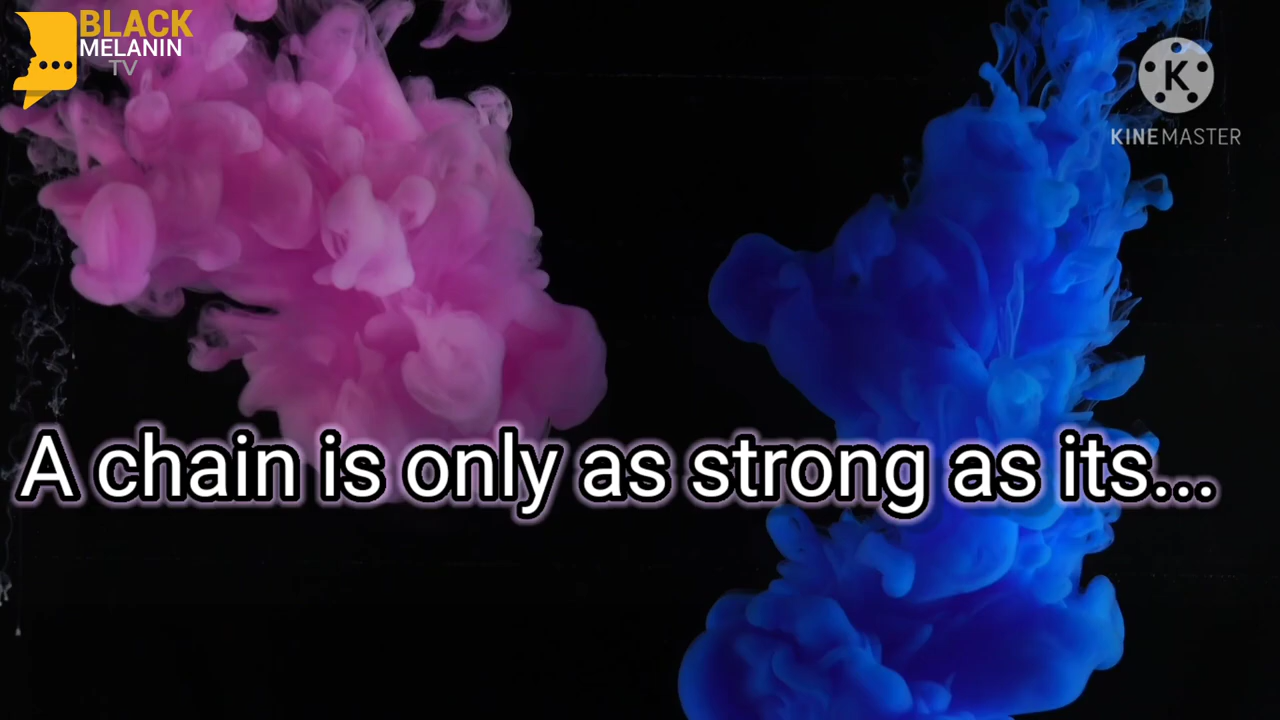 BLACK
MELANIN
TV
K
KINEMASTER
A chain is only as strong as its...